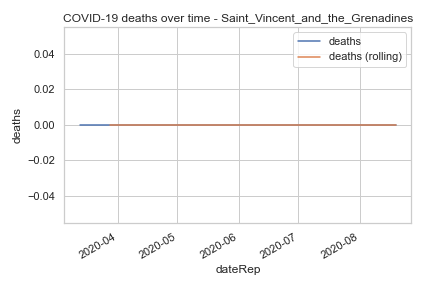 COVID-19 deaths over time - Saint_Vincent_and_the_Grenadines
deaths
deaths (rolling)
0.04
0.02
0.00
−0.02
−0.04
deaths
2020-04
2020-05
2020-06
2020-07
2020-08
dateRep